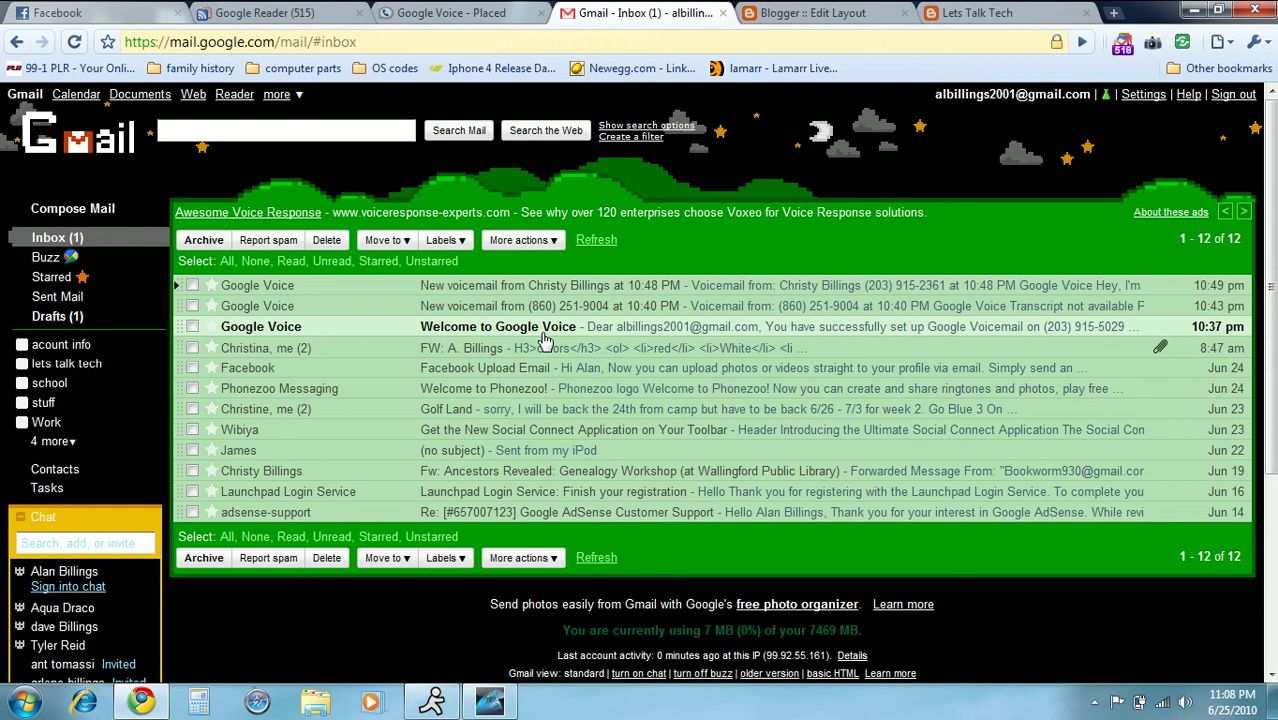 Facebook
Google Reader (515)
Google Voice - Placed
Gmail - Inbox (1) - albillin...
Blogger :: Edit Layout
Lets Talk Tech
https://mail.google.com/mail/#inbox
518
99-1 PLR - Your Onli...
family history
computer parts
OS codes
Iphone 4 Release Da...
Newegg.com - Link...
lamarr - Lamarr Live...
Other bookmarks
Gmail Calendar Documents Web Reader more ▼
albillings2001@gmail.com | Settings | Help | Sign out
Gmail
Search Mail
Search the Web
Show search options
Create a filter
Compose Mail
Inbox (1)
Buzz
Starred
Sent Mail
Drafts (1)
acount info
lets talk tech
school
stuff
Work
4 more▼
Contacts
Tasks
Chat
Search, add, or invite
Alan Billings
Sign into chat
Aqua Draco
dave Billings
Tyler Reid
ant tomassi Invited
arlene billings Invited
Awesome Voice Response - www.voiceresponse-experts.com - See why over 120 enterprises choose Voxeo for Voice Response solutions.
About these ads < >
Archive Report spam Delete Move to ▼ Labels ▼ More actions ▼ Refresh
1 - 12 of 12
Select: All, None, Read, Unread, Starred, Unstarred
Google Voice New voicemail from Christy Billings at 10:48 PM - Voicemail from: Christy Billings (203) 915-2361 at 10:48 PM Google Voice Hey, I'm 10:49 pm
Google Voice New voicemail from (860) 251-9004 at 10:40 PM - Voicemail from: (860) 251-9004 at 10:40 PM Google Voice Transcript not available F 10:43 pm
Google Voice Welcome to Google Voice - Dear albillings2001@gmail.com, You have successfully set up Google Voicemail on (203) 915-5029 ... 10:37 pm
Christina, me (2) FW: A. Billings - H3> ors</h3> <ol> <li>red</li> <li>White</li> <li ... 8:47 am
Facebook Facebook Upload Email - Hi Alan, Now you can upload photos or videos straight to your profile via email. Simply send an ... Jun 24
Phonezoo Messaging Welcome to Phonezoo! - Phonezoo logo Welcome to Phonezoo! Now you can create and share ringtones and photos, play free ... Jun 24
Christine, me (2) Golf Land - sorry, I will be back the 24th from camp but have to be back 6/26 - 7/3 for week 2. Go Blue 3 On ... Jun 23
Wibiya Get the New Social Connect Application on Your Toolbar - Header Introducing the Ultimate Social Connect Application The Social Con Jun 23
James (no subject) - Sent from my iPod Jun 22
Christy Billings Fw: Ancestors Revealed: Genealogy Workshop (at Wallingford Public Library) - Forwarded Message From: "Bookworm930@gmail.cor Jun 19
Launchpad Login Service Launchpad Login Service: Finish your registration - Hello Thank you for registering with the Launchpad Login Service. To complete you Jun 16
adsense-support Re: [#657007123] Google AdSense Customer Support - Hello Alan Billings, Thank you for your interest in Google AdSense. While revi Jun 14
Select: All, None, Read, Unread, Starred, Unstarred
Archive Report spam Delete Move to ▼ Labels ▼ More actions ▼ Refresh
1 - 12 of 12
Send photos easily from Gmail with Google's free photo organizer. Learn more
You are currently using 7 MB (0%) of your 7469 MB.
Last account activity: 0 minutes ago at this IP (99.92.55.161). Details
Gmail view: standard | turn on chat | turn off buzz | older version | basic HTML Learn more
11:08 PM
6/25/2010